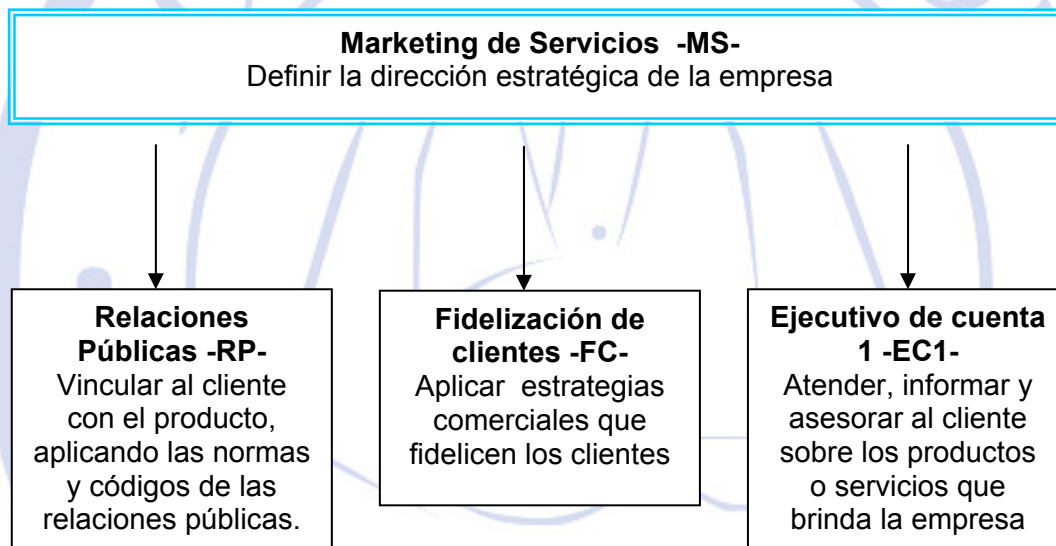 Marketing de Servicios -MS-
Definir la dirección estratégica de la empresa
Relaciones
Públicas -RP-
Vincular al cliente
con el producto,
aplicando las normas
y códigos de las
relaciones públicas.
Fidelización de
clientes -FC-
Aplicar estrategias
comerciales que
fidelicen los clientes
Ejecutivo de cuenta
1 -EC1-
Atender, informar y
asesorar al cliente
sobre los productos
o servicios que
brinda la empresa